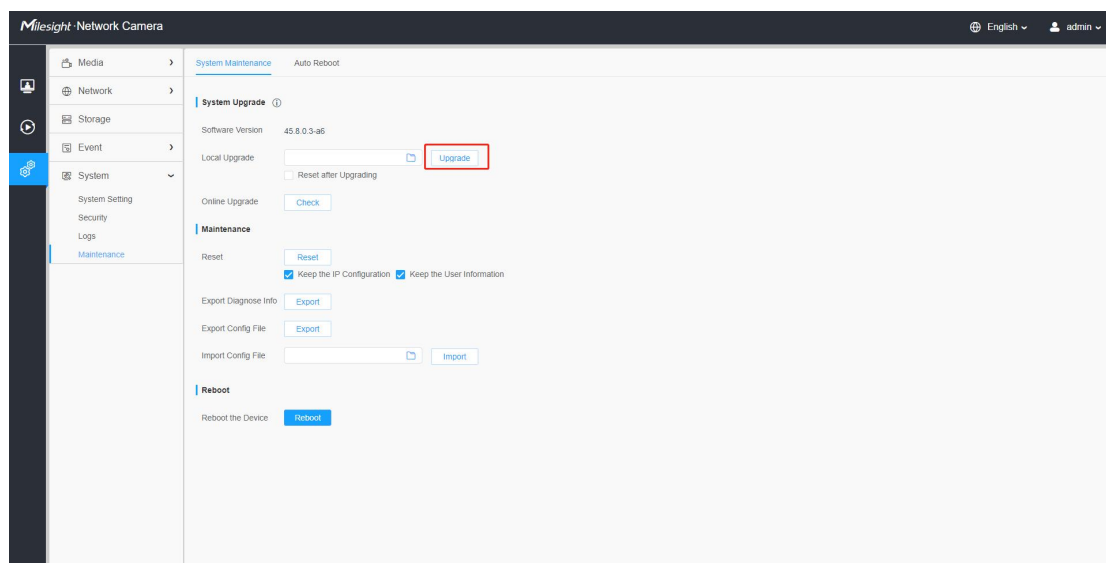 Milesight · Network Camera
English
admin
Media
Network
Storage
Event
System
System Setting
Security
Logs
Maintenance
System Maintenance Auto Reboot
System Upgrade
Software Version 45.8.0.3-a6
Local Upgrade Upgrade
Reset after Upgrading
Online Upgrade Check
Maintenance
Reset Reset
Keep the IP Configuration Keep the User Information
Export Diagnose Info Export
Export Config File Export
Import Config File Import
Reboot
Reboot the Device Reboot